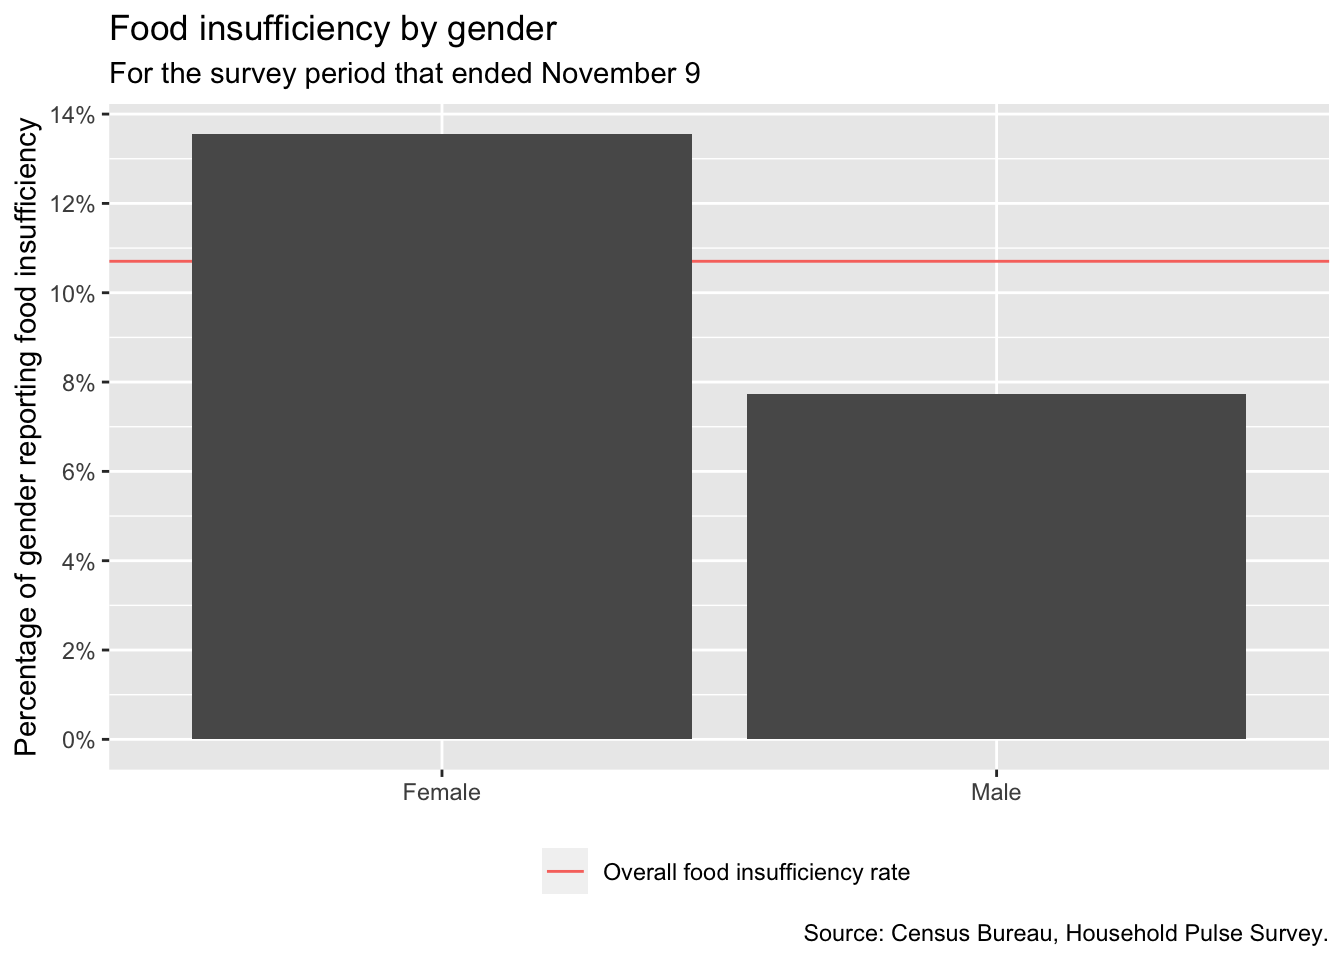 Food insufficiency by gender
For the survey period that ended November 9
Percentage of gender reporting food insufficiency
14%
12%
10%
8%
6%
4%
2%
0%
Female
Male
Overall food insufficiency rate
Source: Census Bureau, Household Pulse Survey.